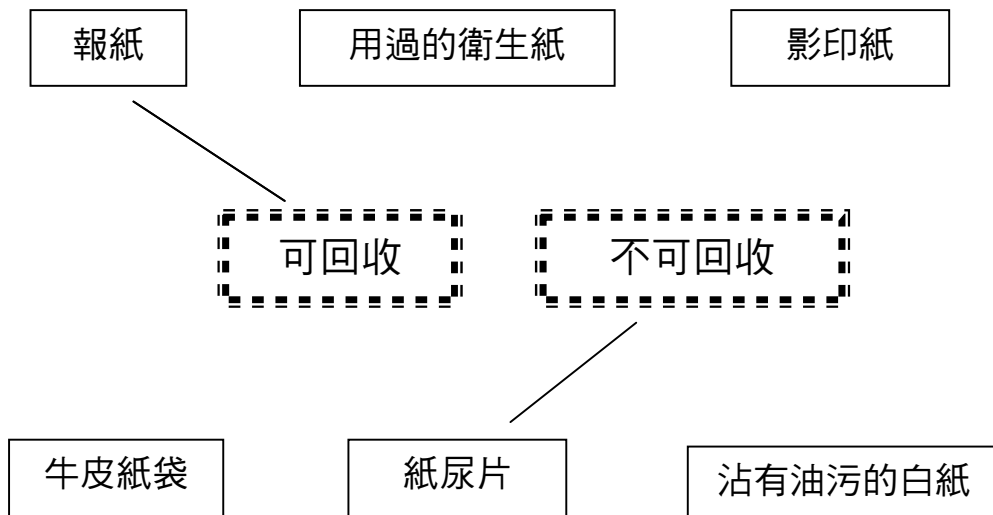 報紙
用過的衛生紙
影印紙
可回收
不可回收
牛皮紙袋
紙尿片
沾有油污的白紙